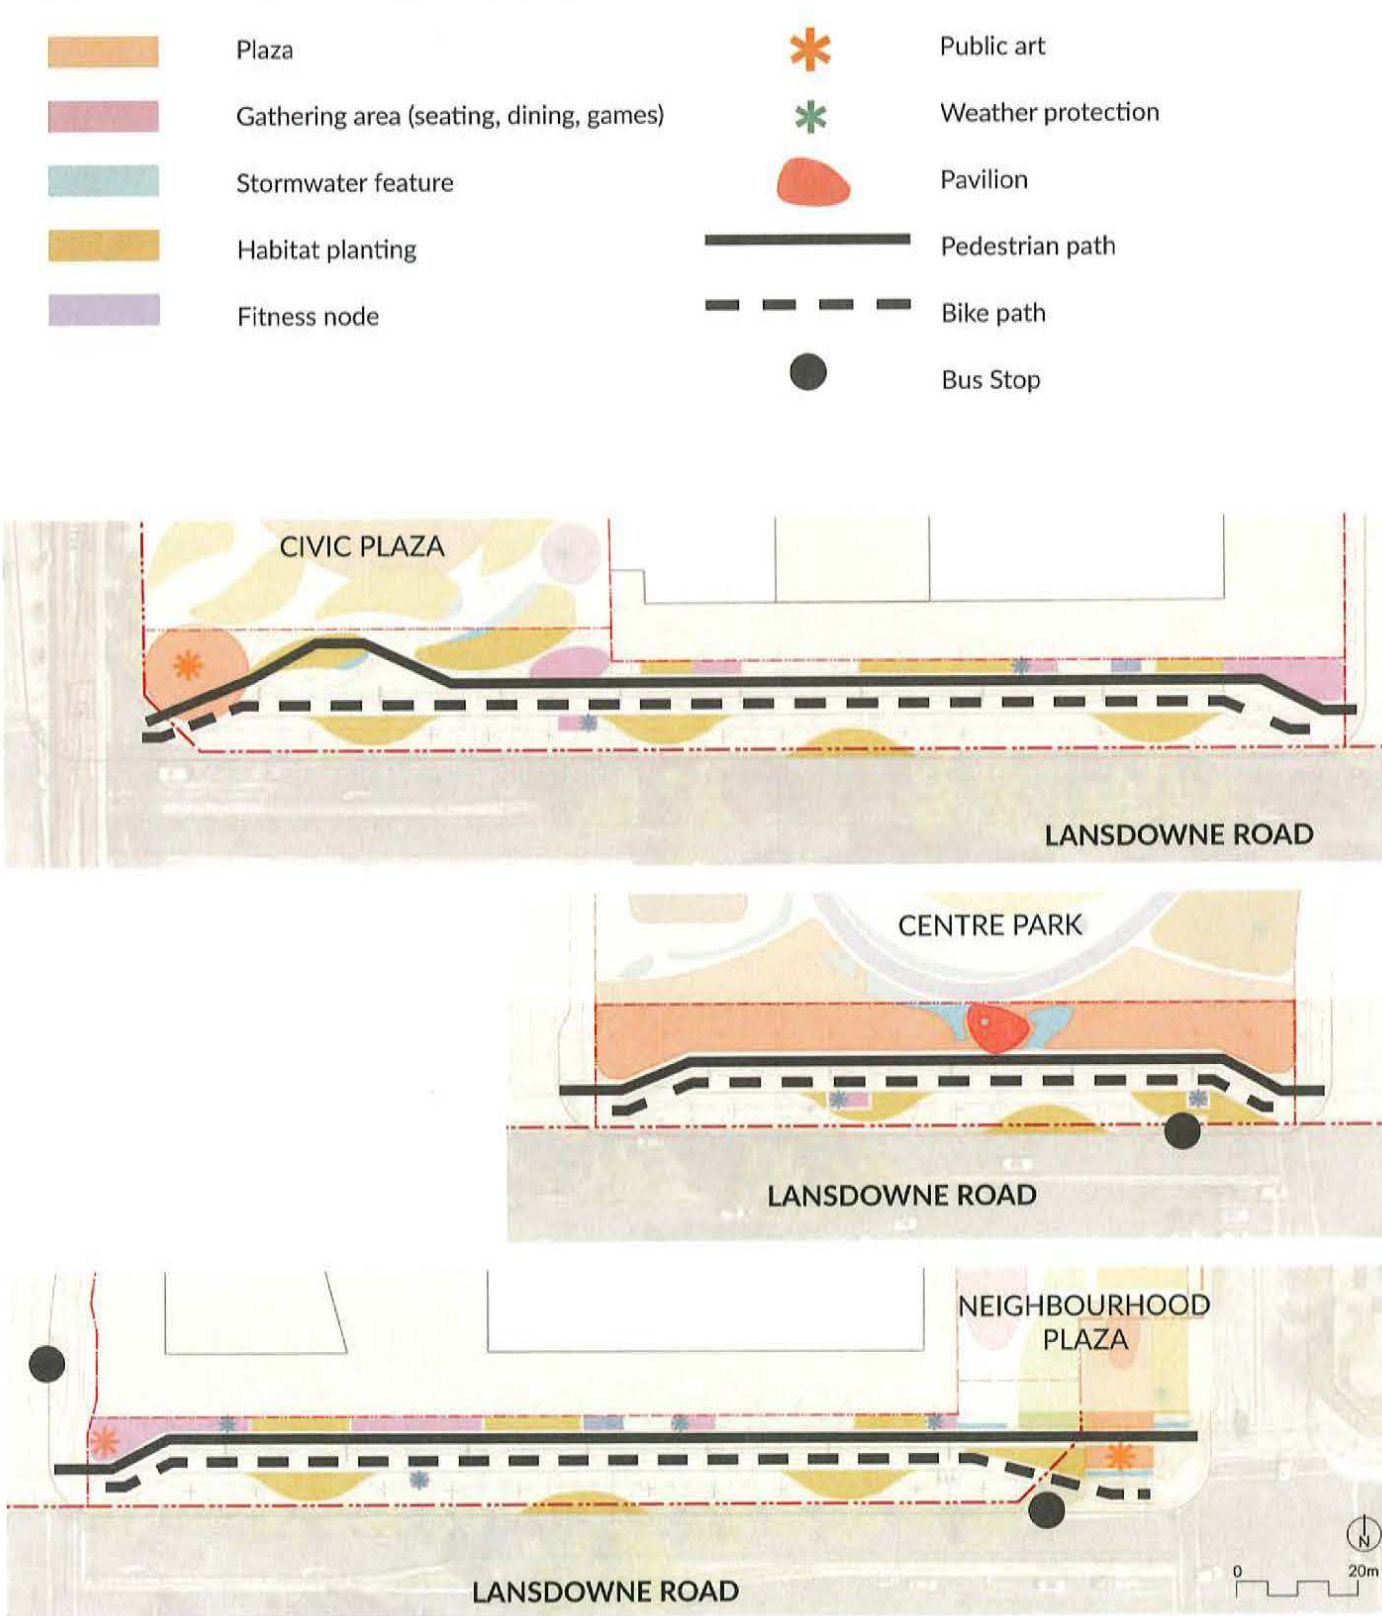 Plaza
Gathering area (seating, dining, games)
Stormwater feature
Habitat planting
Fitness node
Public art
Weather protection
Pavilion
Pedestrian path
Bike path
Bus Stop
CIVIC PLAZA
LANSDOWNE ROAD
CENTRE PARK
LANSDOWNE ROAD
NEIGHBOURHOOD
PLAZA
LANSDOWNE ROAD
N
0 20m